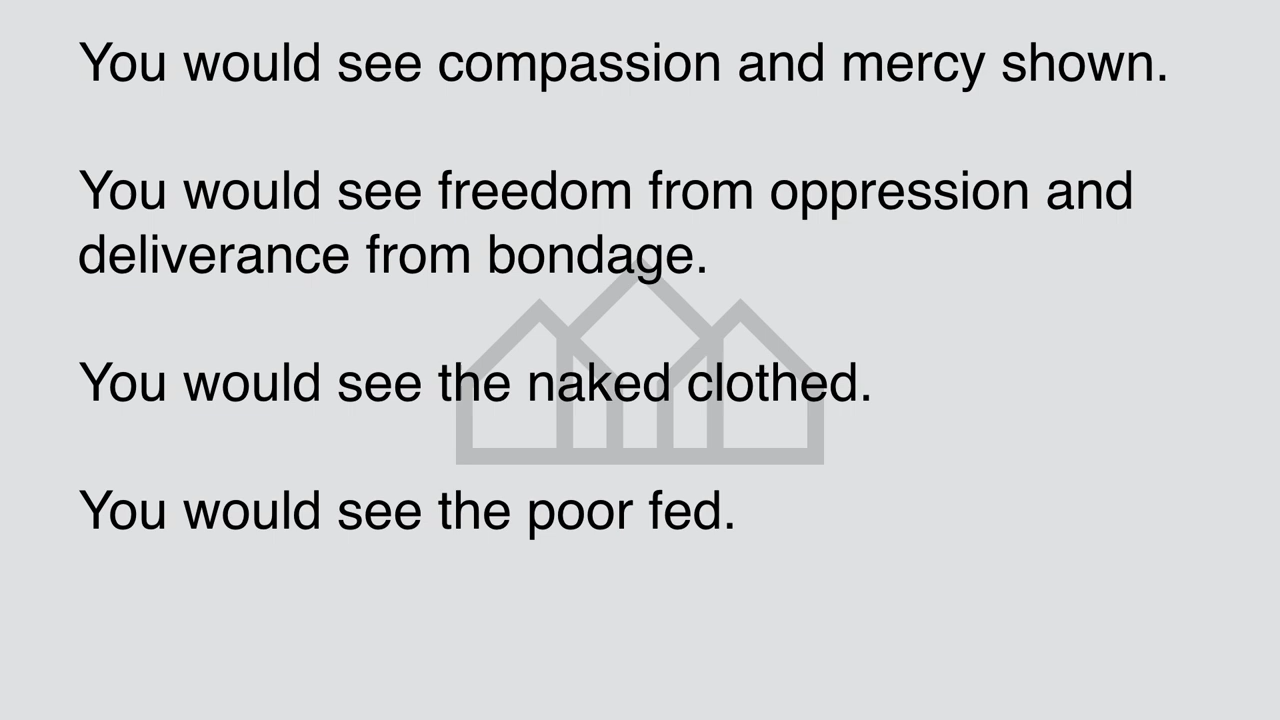 You would see compassion and mercy shown.
You would see freedom from oppression and
deliverance from bondage.
You would see the naked clothed.
You would see the poor fed.